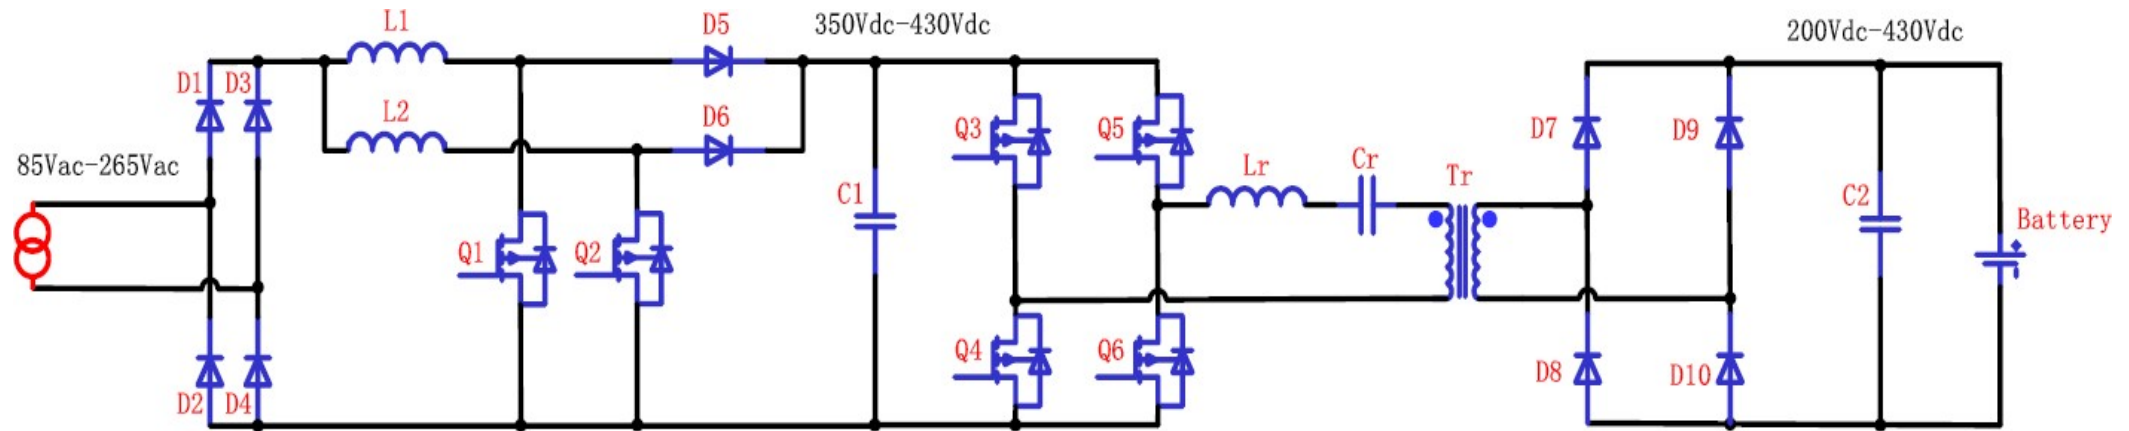 L1
D5
350Vdc-430Vdc
200Vdc-430Vdc
D1
D3
L2
D6
Q3
Q5
D7
D9
85Vac-265Vac
Lr
Cr
Tr
C1
C2
Battery
Q1
Q2
Q4
Q6
D8
D10
D2
D4